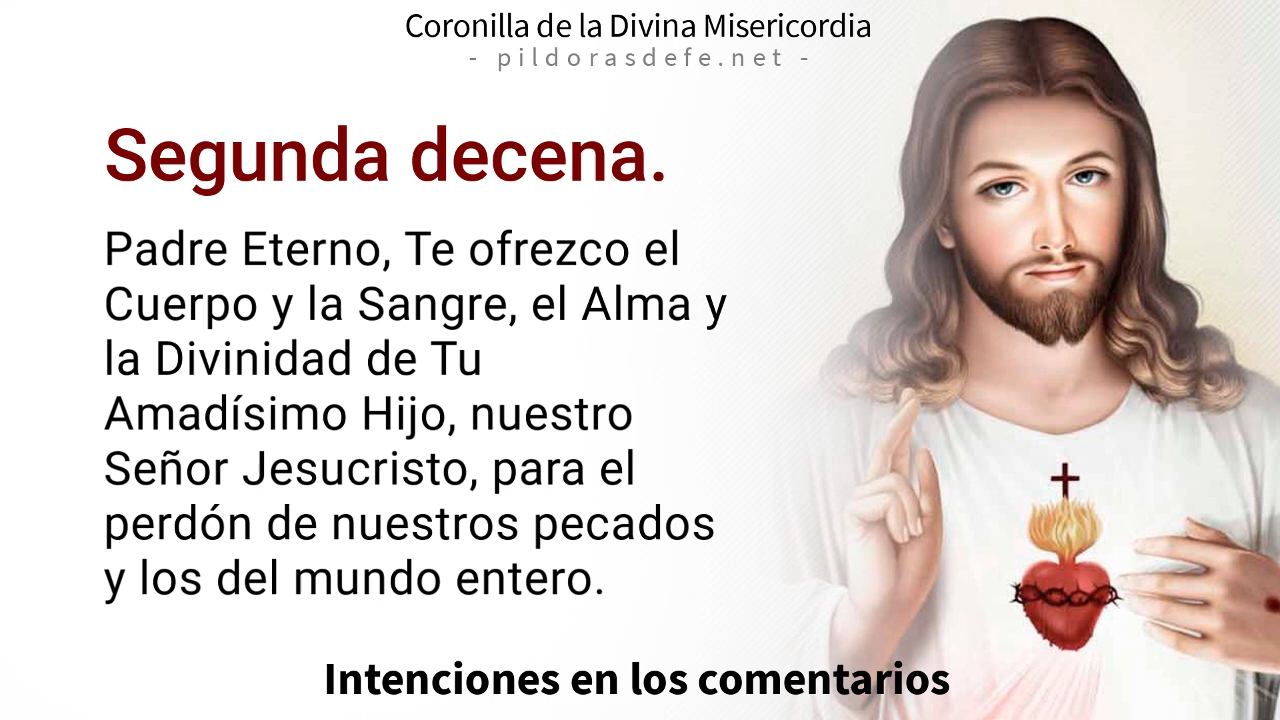 Coronilla de la Divina Misericordia
- pildorasdefe.net -
Segunda decena.
Padre Eterno, Te ofrezco el
Cuerpo y la Sangre, el Alma y
la Divinidad de Tu
Amadísimo Hijo, nuestro
Señor Jesucristo, para el
perdón de nuestros pecados
y los del mundo entero.
Intenciones en los comentarios